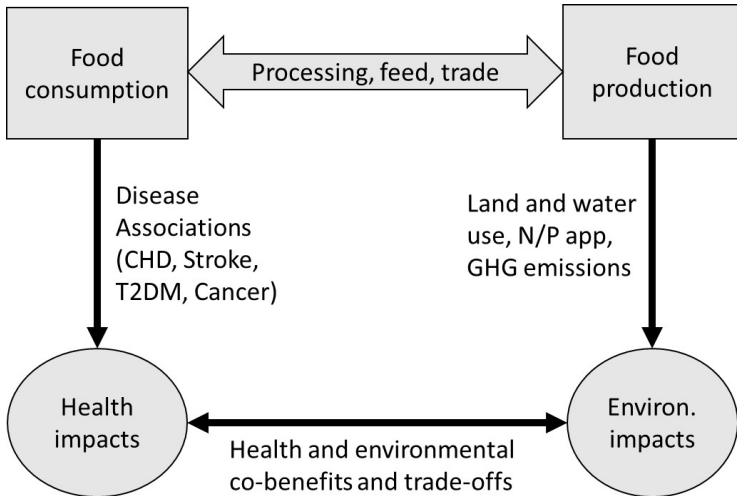 Food
consumption
Processing, feed, trade
Food
production
Disease
Associations
(CHD, Stroke,
T2DM, Cancer)
Land and water
use, N/P app,
GHG emissions
Health
impacts
Environ.
impacts
Health and environmental
co-benefits and trade-offs